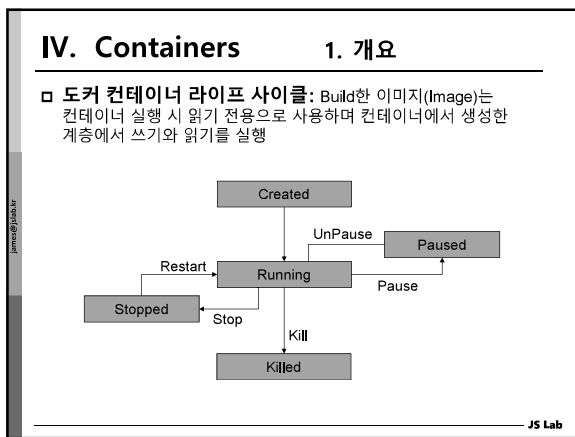 IV. Containers 1. 개요
도커 컨테이너 라이프 사이클: Build한 이미지(Image)는
컨테이너 실행 시 읽기 전용으로 사용하며 컨테이너에서 생성한
계층에서 쓰기와 읽기를 실행
james@jslab.kr
Created
UnPause
Paused
Restart
Running
Pause
Stopped
Stop
Kill
Killed
JS Lab